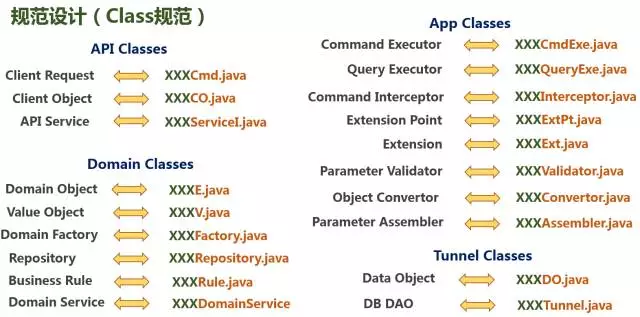 规范设计（Class规范）
API Classes
Client Request XXXCmd.java
Client Object XXXCO.java
API Service XXXServiceI.java
Domain Classes
Domain Object XXXE.java
Value Object XXXV.java
Domain Factory XXXFactory.java
Repository XXXRepository.java
Business Rule XXXRule.java
Domain Service XXXDomainService
App Classes
Command Executor XXXCmdExe.java
Query Executor XXXQueryExe.java
Command Interceptor XXXInterceptor.java
Extension Point XXXExtPt.java
Extension XXXExt.java
Parameter Validator XXXValidator.java
Object Convertor XXXConvertor.java
Parameter Assembler XXXAssembler.java
Tunnel Classes
Data Object XXXDO.java
DB DAO XXXTunnel.java